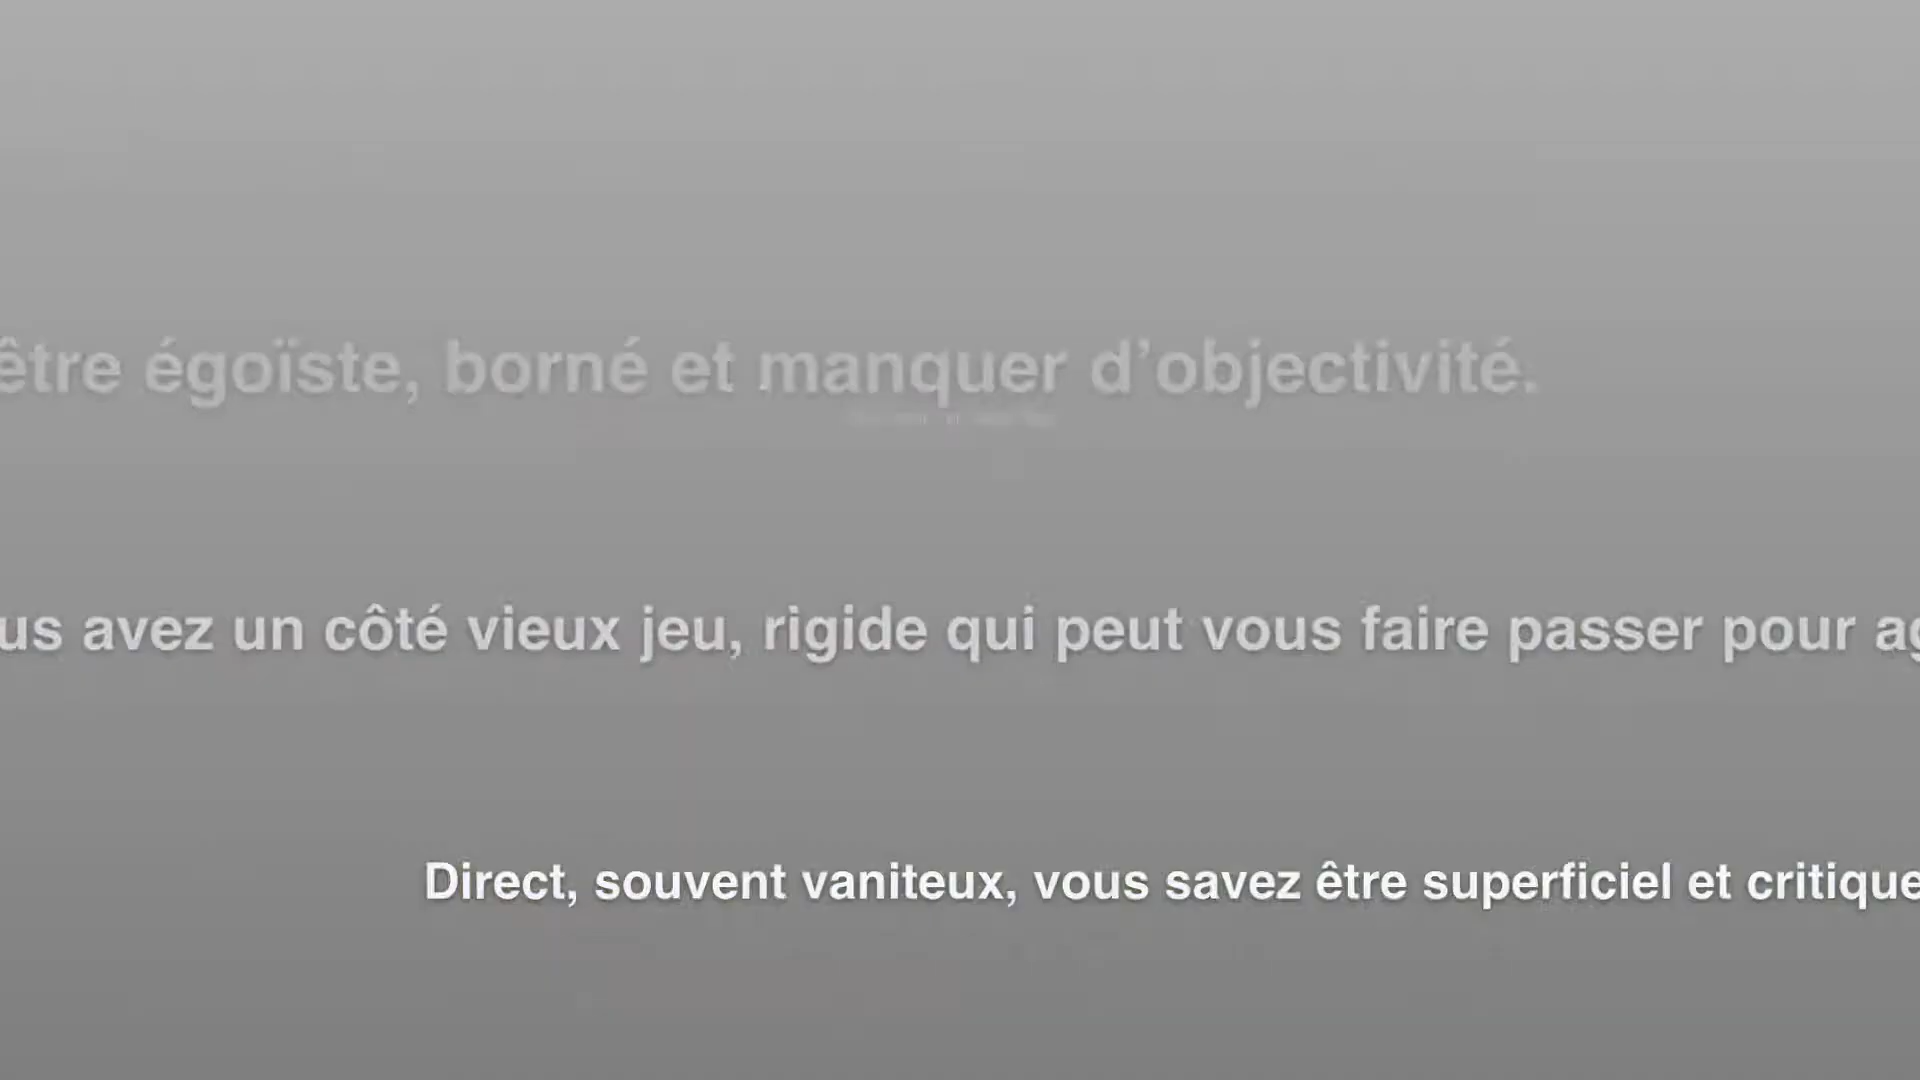 être égoïste, borné et manquer d’objectivité.
us avez un côté vieux jeu, rigide qui peut vous faire passer pour ag
Direct, souvent vaniteux, vous savez être superficiel et critique